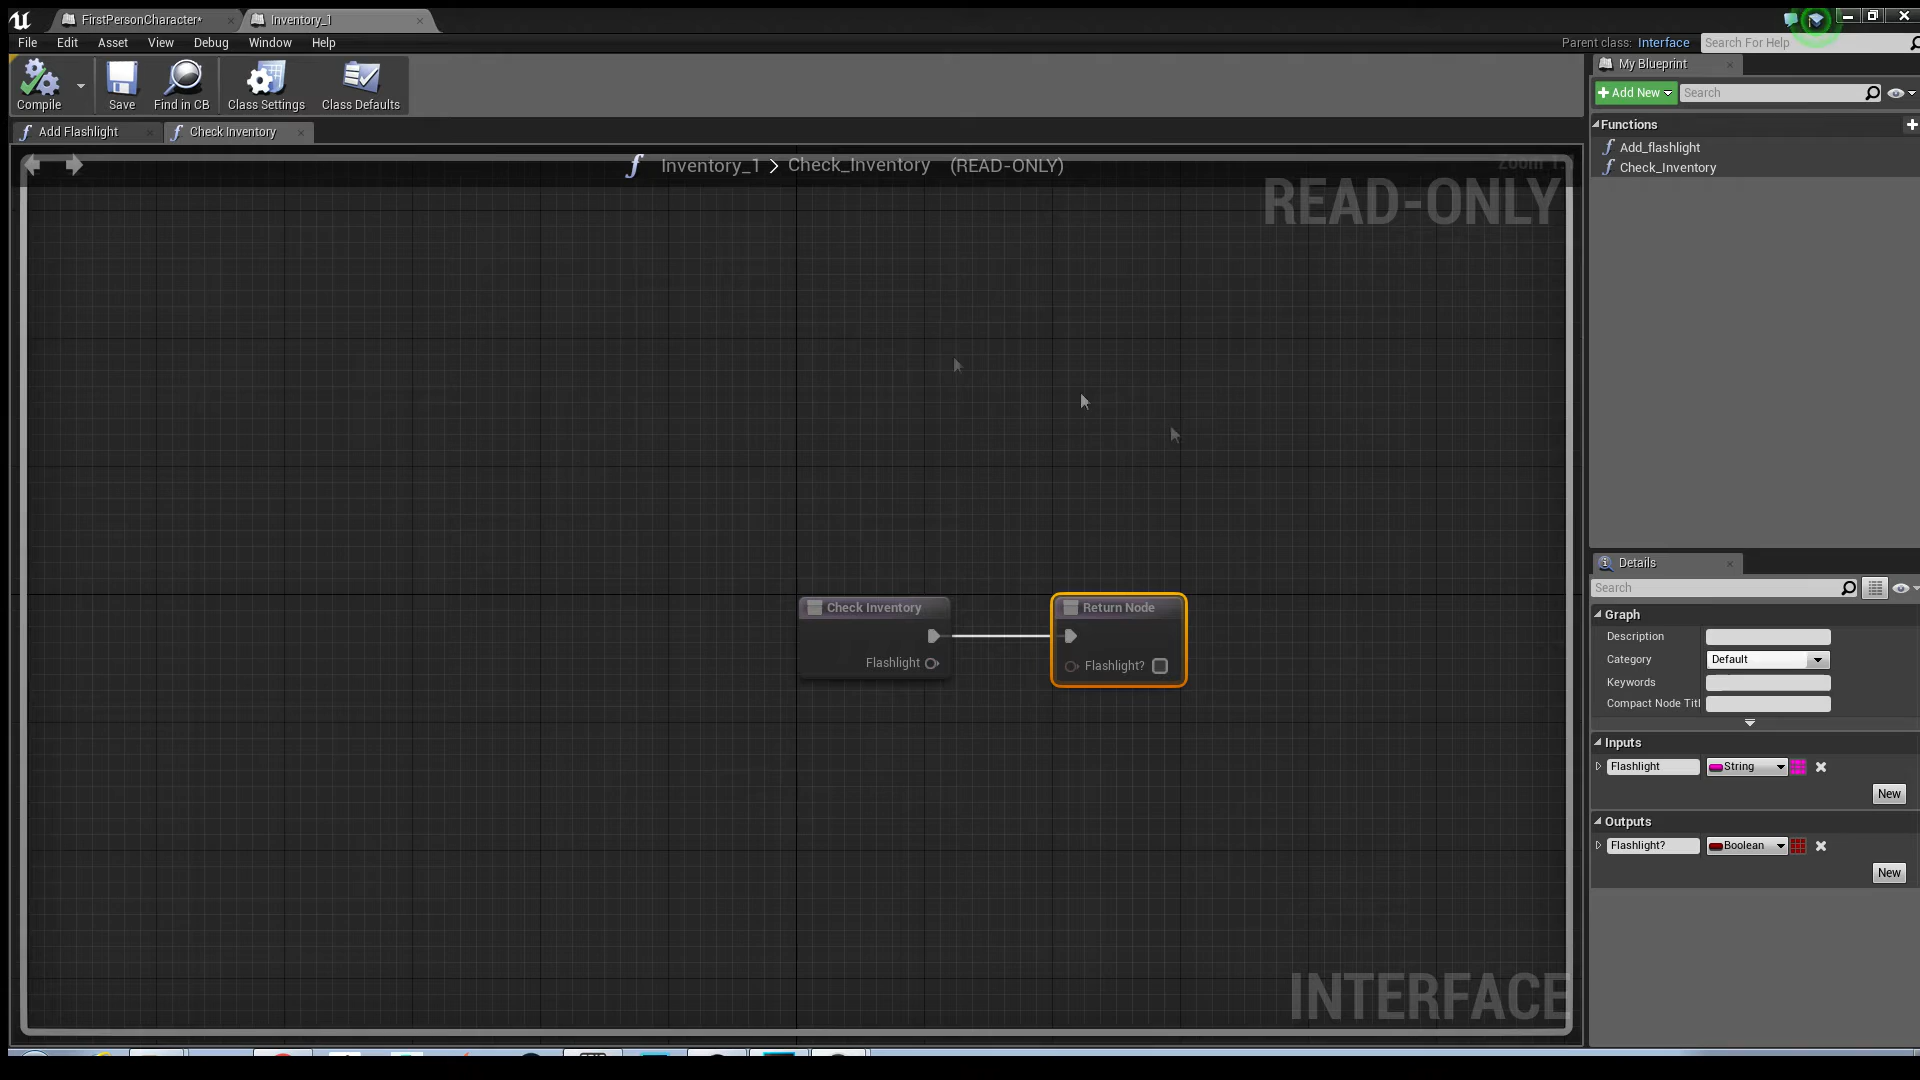 FirstPersonCharacter*
Inventory_1
File
Edit
Asset
View
Debug
Window
Help
Parent class: Interface
Search For Help
Compile
Save
Find in CB
Class Settings
Class Defaults
My Blueprint
+ Add New
Search
Add Flashlight
Check Inventory
Functions
Add_flashlight
Check_Inventory
Inventory_1 > Check_Inventory (READ-ONLY)
Zoom
READ-ONLY
Check Inventory
Flashlight
Return Node
Flashlight?
INTERFACE
Details
Search
Graph
Description
Category
Default
Keywords
Compact Node Titl
Inputs
Flashlight
String
New
Outputs
Flashlight?
Boolean
New